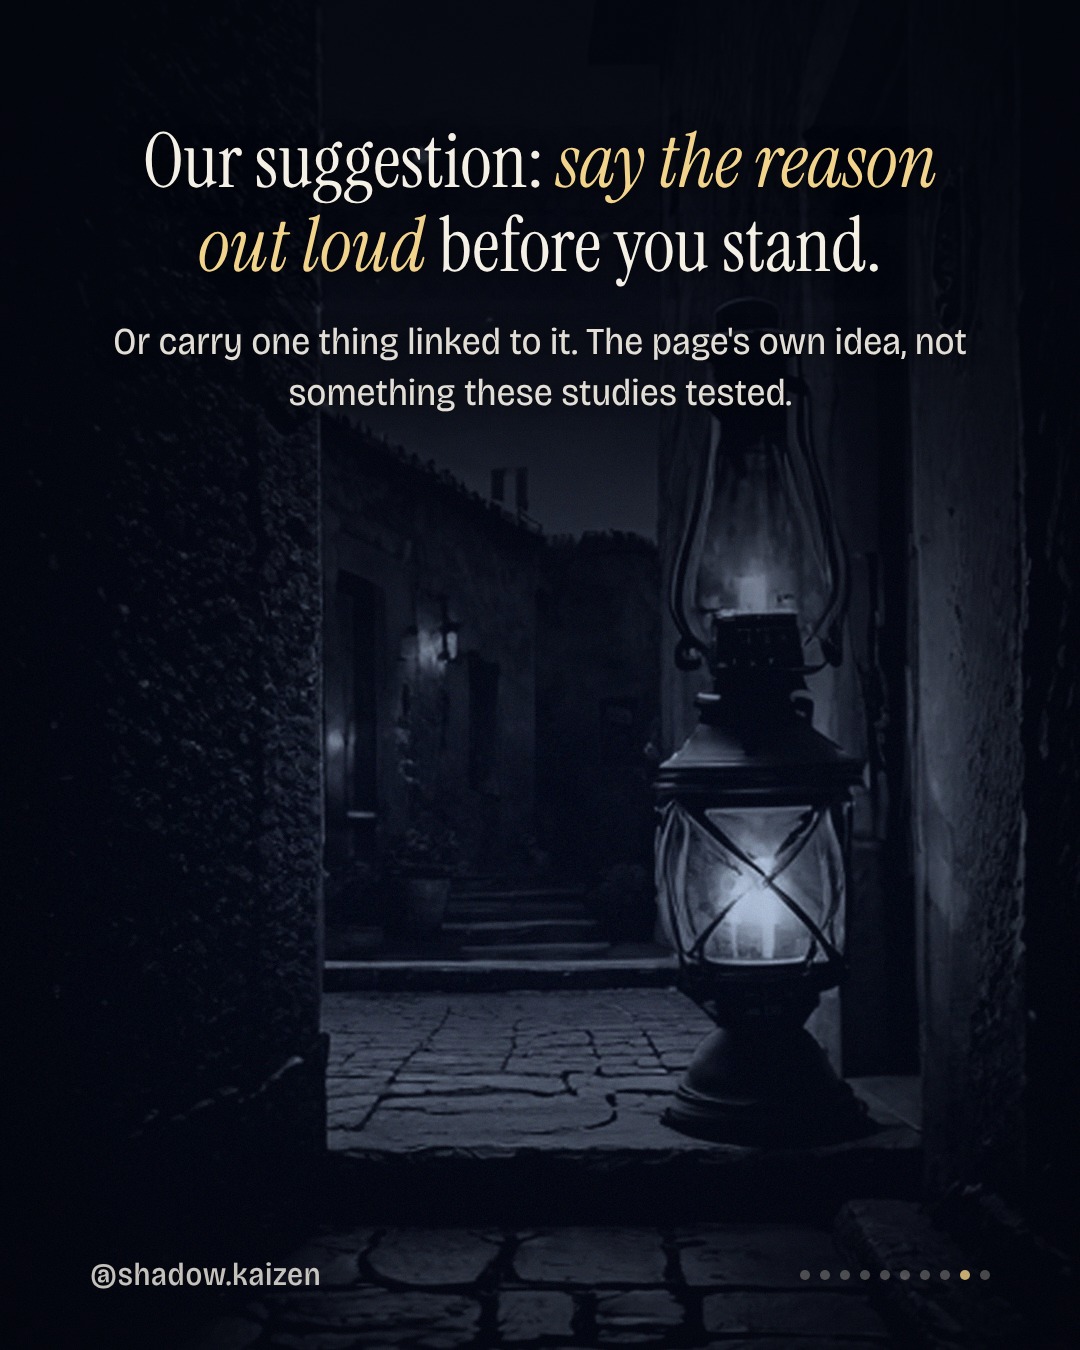 Our suggestion: say the reason
out loud before you stand.
Or carry one thing linked to it. The page's own idea, not
something these studies tested.
@shadow.kaizen